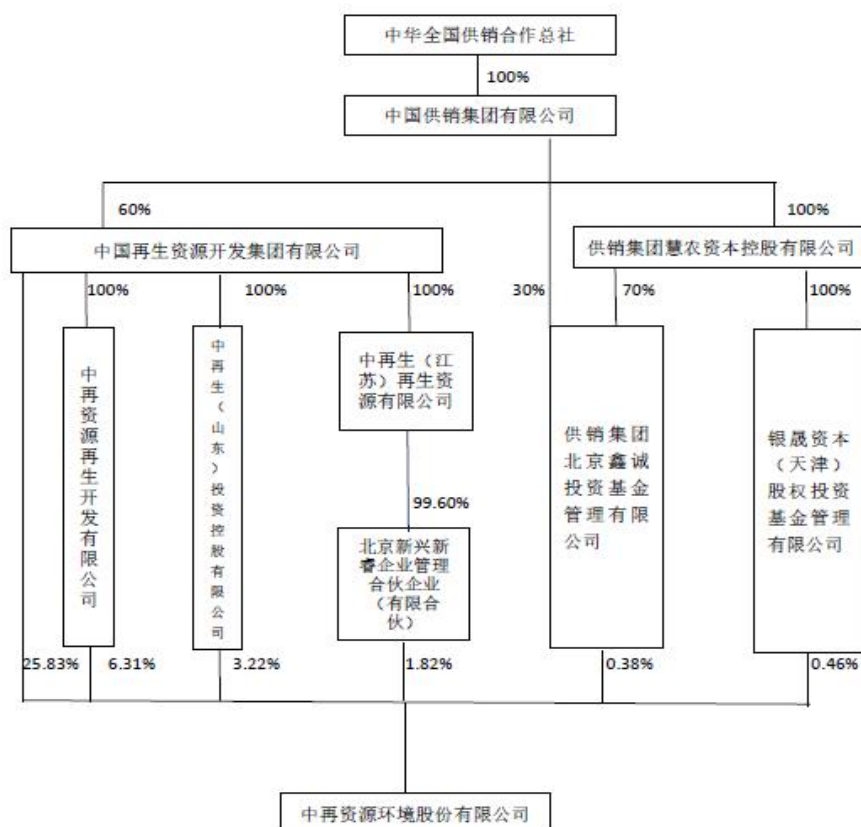 中华全国供销合作总社
100%
中国供销集团有限公司
60%
100%
中国再生资源开发集团有限公司
供销集团慧农资本控股有限公司
100%
100%
100%
30%
70%
100%
中再资源再生开发有限公司
中再生（山东）投资控股有限公司
中再生（江
苏）再生资
源有限公司
99.60%
北京新兴新
睿企业管理
合伙企业
（有限合
伙）
供销集团
北京鑫诚
投资基金
管理有限
公司
银晟资本
（天津）
股权投资
基金管理
有限公司
25.83%
6.31%
3.22%
1.82%
0.38%
0.46%
中再资源环境股份有限公司